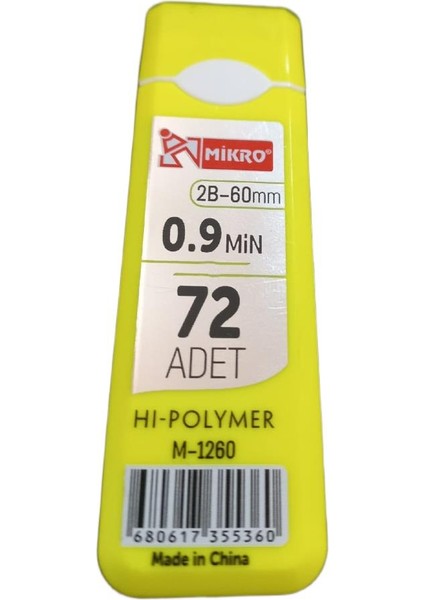 MİKRO®
2B-60mm
0.9 MiN
72
ADET
HI-POLYMER
M-1260
680617 355360
Made in China